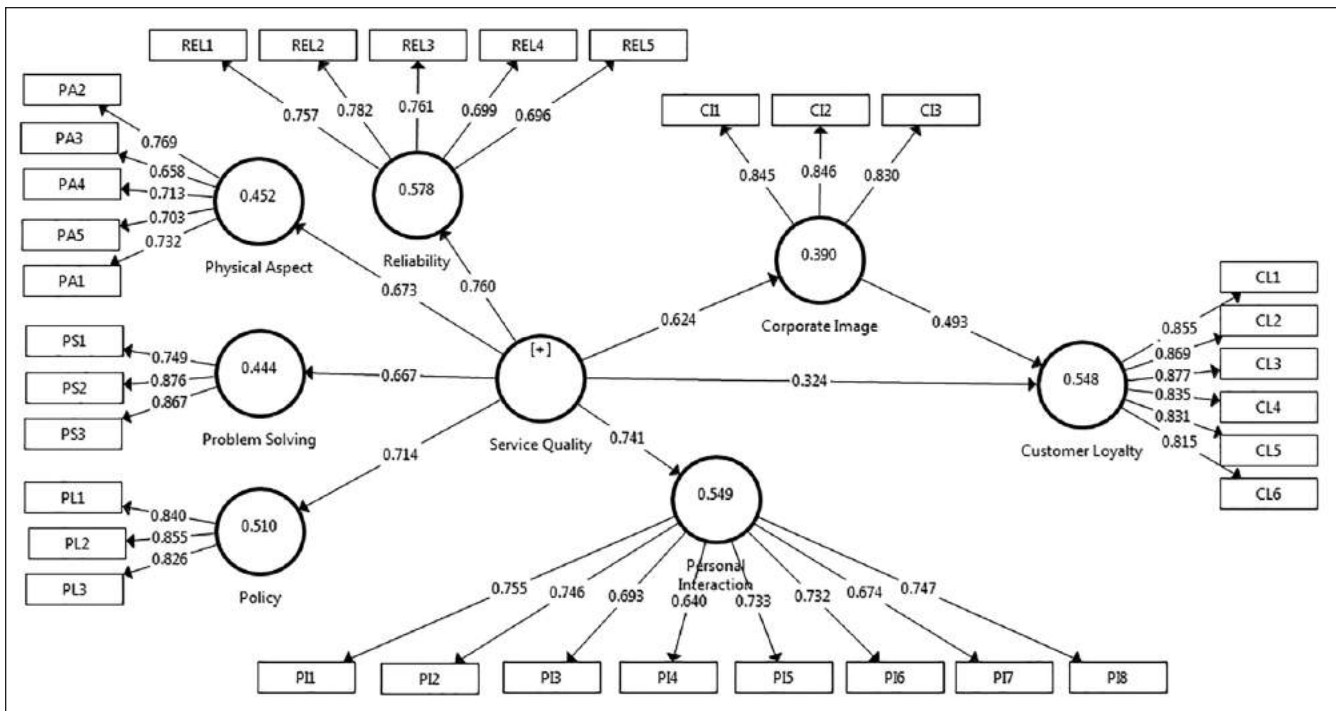 REL1 REL2 REL3 REL4 REL5
0.757 0.782 0.761 0.699 0.696
0.578
Reliability
PA2
PA3
PA4
PA5
PA1
0.769
0.658
0.713
0.703
0.732
0.452
Physical Aspect
CI1 CI2 CI3
0.845 0.846 0.830
0.390
Corporate Image
0.673
0.760
0.624
0.493
PS1
PS2
PS3
0.749
0.876
0.867
0.444
Problem Solving
0.667
[+]
Service Quality
0.324
0.548
Customer Loyalty
0.855
0.869
0.877
0.835
0.831
0.815
CL1
CL2
CL3
CL4
CL5
CL6
0.714
0.741
PL1
PL2
PL3
0.840
0.855
0.826
0.510
Policy
0.549
Personal
Interaction
0.755 0.746 0.693 0.640 0.733 0.732 0.674 0.747
PI1 PI2 PI3 PI4 PI5 PI6 PI7 PI8